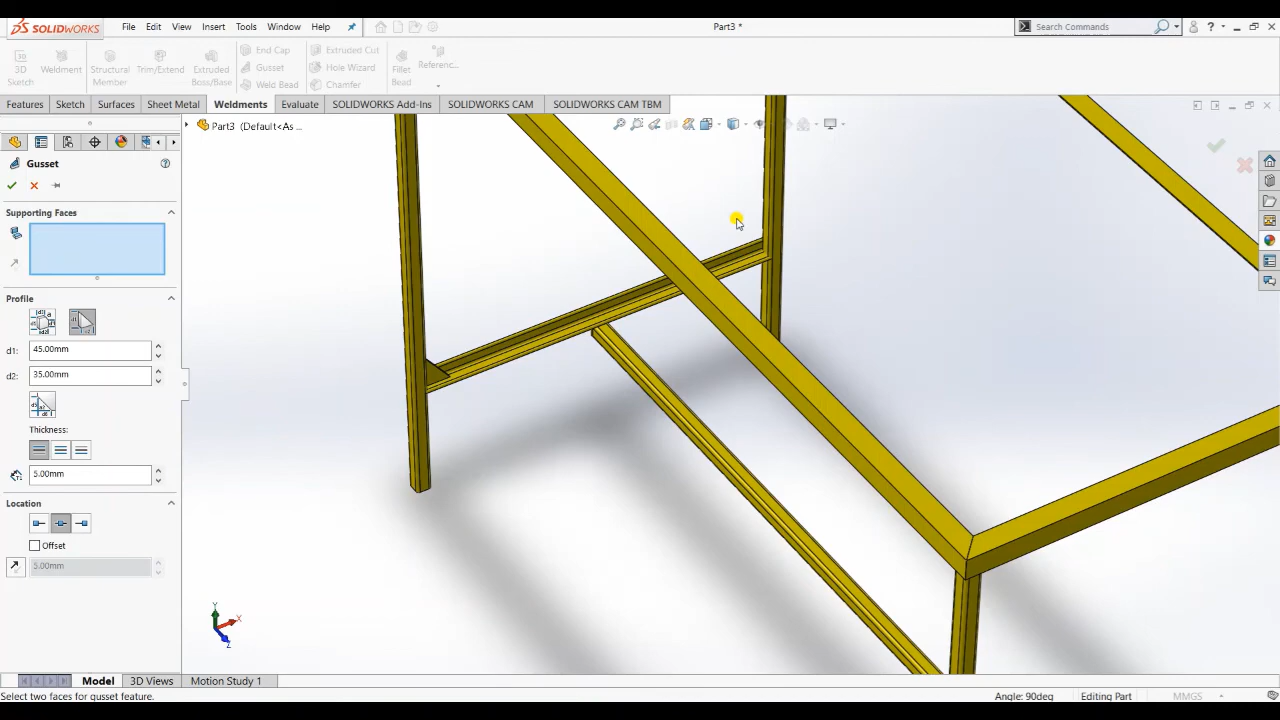 SOLIDWORKS File Edit View Insert Tools Window Help Part3 * Search Commands
3D Sketch Weldment Structural Member Trim/Extend Extruded Boss/Base End Cap Gusset Weld Bead Extruded Cut Hole Wizard Chamfer Fillet Bead Referenc...
Features Sketch Surfaces Sheet Metal Weldments Evaluate SOLIDWORKS Add-Ins SOLIDWORKS CAM SOLIDWORKS CAM TBM
Part3 (Default<As ...
Gusset
Supporting Faces
Profile
d1: 45.00mm
d2: 35.00mm
Thickness:
5.00mm
Location
Offset
5.00mm
Y
X
Z
Model 3D Views Motion Study 1
Select two faces for gusset feature. Angle: 90deg Editing Part MMGS